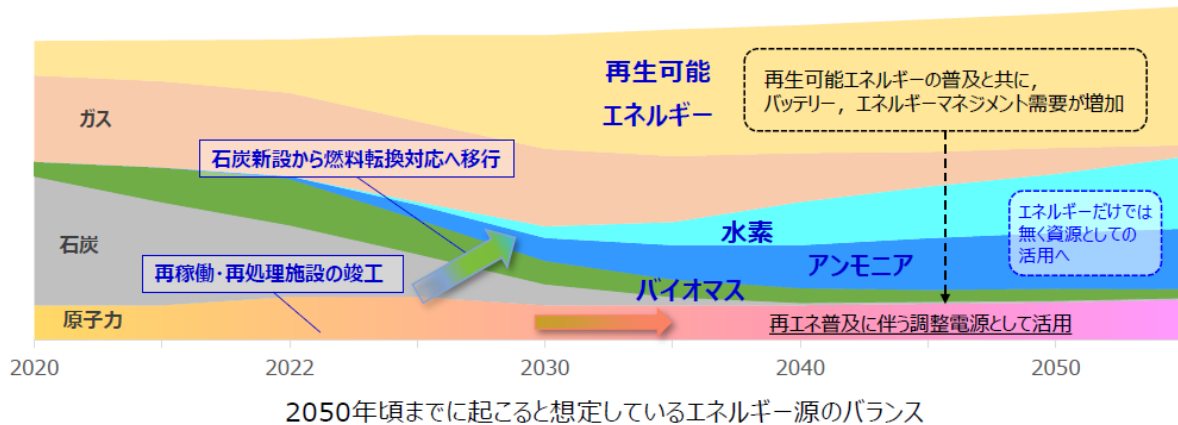 再生可能
エネルギー
再生可能エネルギーの普及と共に,
バッテリー, エネルギーマネジメント需要が増加
ガス
石炭新設から燃料転換対応へ移行
エネルギーだけでは
無く資源としての
活用へ
水素
石炭
アンモニア
再稼働・再処理施設の竣工
バイオマス
原子力
再エネ普及に伴う調整電源として活用
2020
2022
2030
2040
2050
2050年頃までに起こると想定しているエネルギー源のバランス